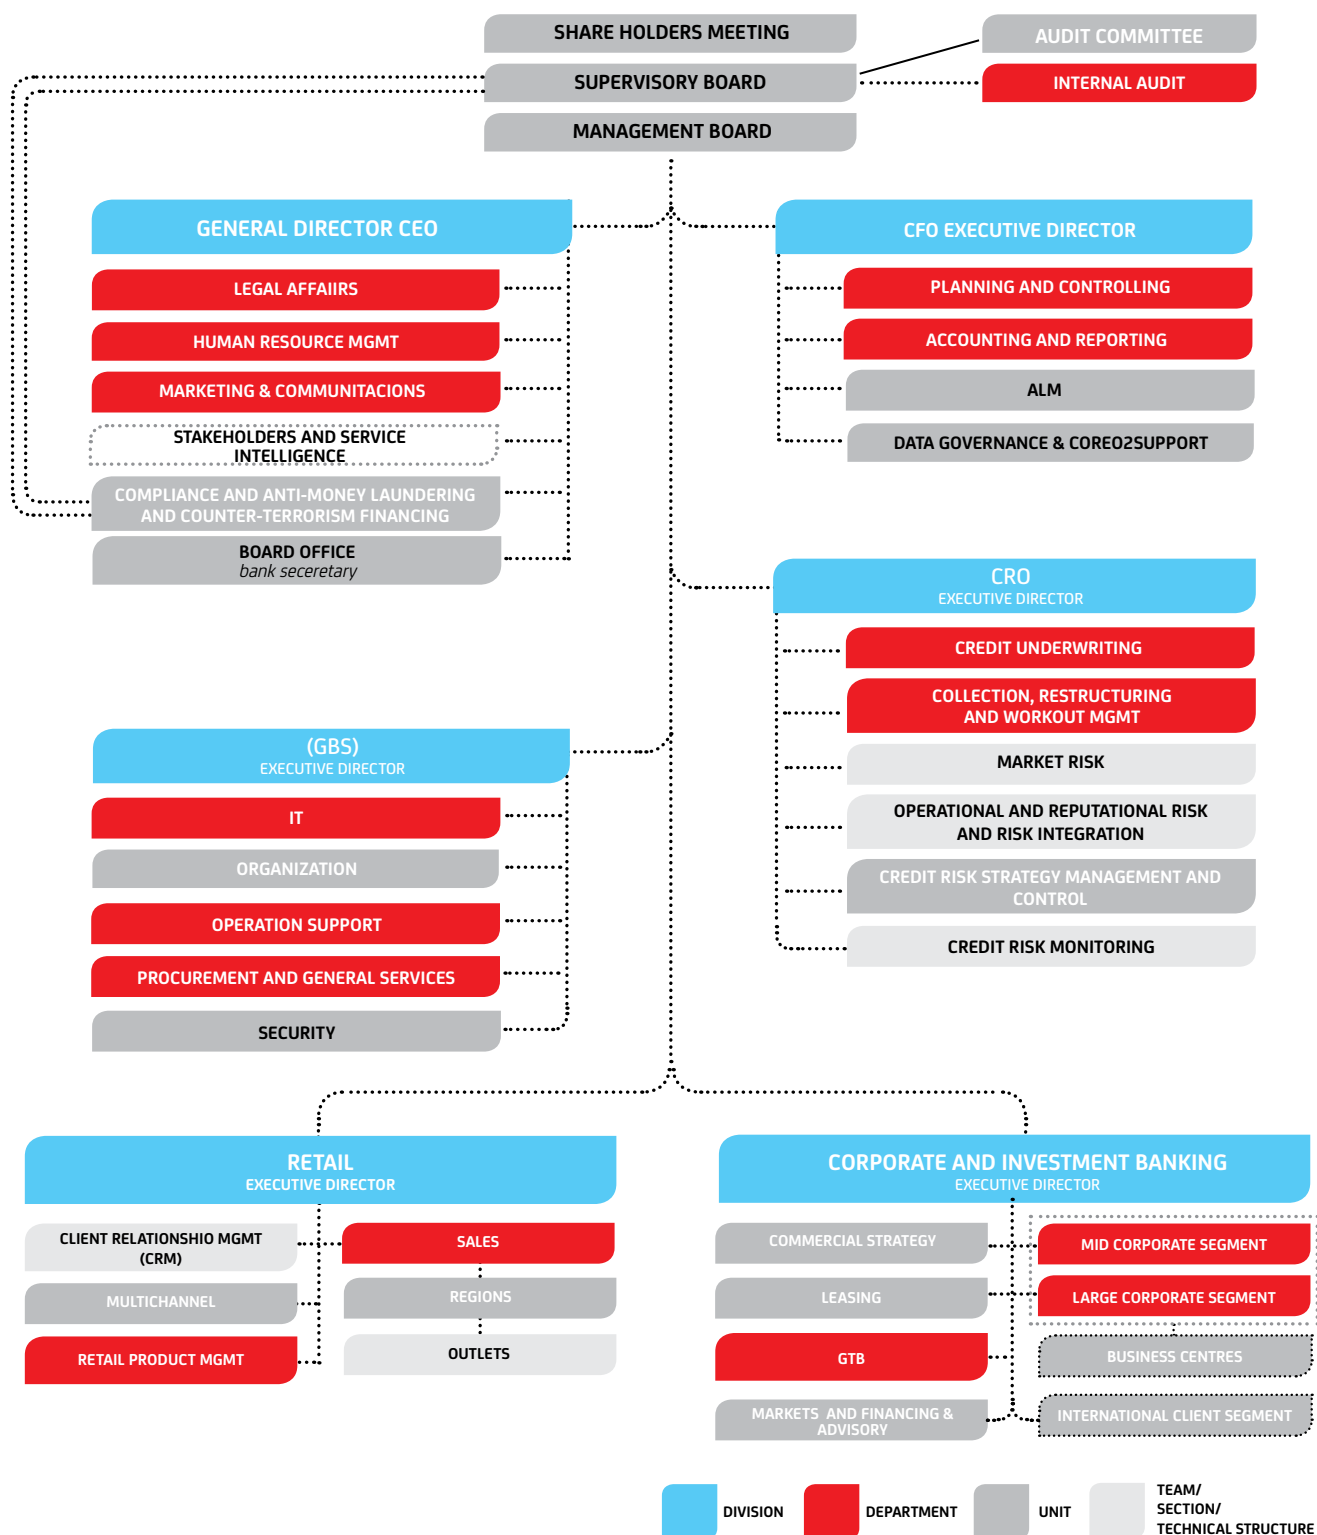 SHARE HOLDERS MEETING
AUDIT COMMITTEE
SUPERVISORY BOARD
INTERNAL AUDIT
MANAGEMENT BOARD
GENERAL DIRECTOR CEO
LEGAL AFFAIIRS
HUMAN RESOURCE MGMT
MARKETING & COMMUNITACIONS
STAKEHOLDERS AND SERVICE
INTELLIGENCE
COMPLIANCE AND ANTI-MONEY LAUNDERING
AND COUNTER-TERRORISM FINANCING
BOARD OFFICE
bank seceretary
CFO EXECUTIVE DIRECTOR
PLANNING AND CONTROLLING
ACCOUNTING AND REPORTING
ALM
DATA GOVERNANCE & COREO2SUPPORT
CRO
EXECUTIVE DIRECTOR
CREDIT UNDERWRITING
COLLECTION, RESTRUCTURING
AND WORKOUT MGMT
MARKET RISK
OPERATIONAL AND REPUTATIONAL RISK
AND RISK INTEGRATION
CREDIT RISK STRATEGY MANAGEMENT AND
CONTROL
CREDIT RISK MONITORING
(GBS)
EXECUTIVE DIRECTOR
IT
ORGANIZATION
OPERATION SUPPORT
PROCUREMENT AND GENERAL SERVICES
SECURITY
RETAIL
EXECUTIVE DIRECTOR
CLIENT RELATIONSHIO MGMT
(CRM)
MULTICHANNEL
RETAIL PRODUCT MGMT
SALES
REGIONS
OUTLETS
CORPORATE AND INVESTMENT BANKING
EXECUTIVE DIRECTOR
COMMERCIAL STRATEGY
LEASING
GTB
MARKETS AND FINANCING &
ADVISORY
MID CORPORATE SEGMENT
LARGE CORPORATE SEGMENT
BUSINESS CENTRES
INTERNATIONAL CLIENT SEGMENT
DIVISION
DEPARTMENT
UNIT
TEAM/
SECTION/
TECHNICAL STRUCTURE